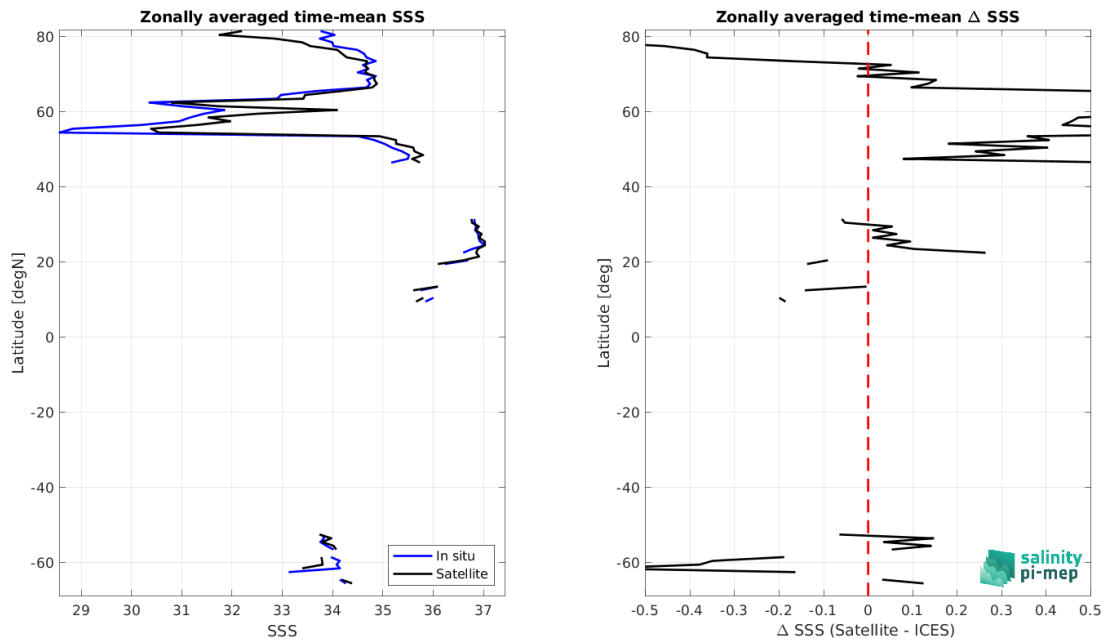 Zonally averaged time-mean SSS
80
60
40
20
0
-20
-40
-60
Latitude [degN]
29 30 31 32 33 34 35 36 37
SSS
In situ
Satellite
Zonally averaged time-mean Δ SSS
80
60
40
20
0
-20
-40
-60
Latitude [deg]
-0.5 -0.4 -0.3 -0.2 -0.1 0 0.1 0.2 0.3 0.4 0.5
Δ SSS (Satellite - ICES)
salinity
pi-mep